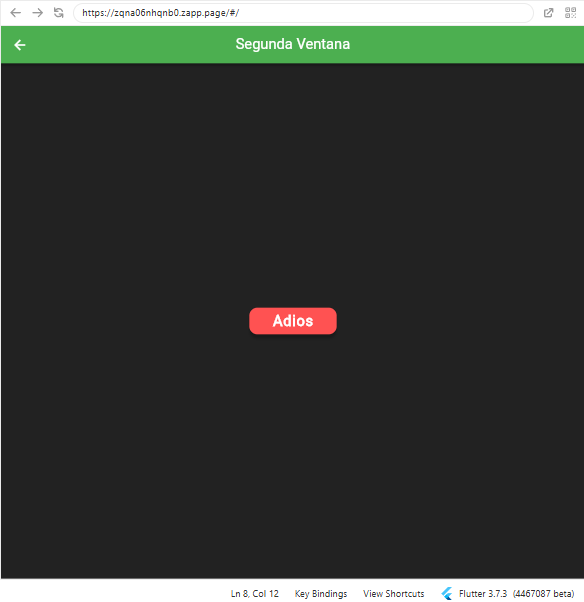 https://zqna06nhqnb0.zapp.page/#/
Segunda Ventana
Adios
Ln 8, Col 12 Key Bindings View Shortcuts Flutter 3.7.3 (4467087 beta)